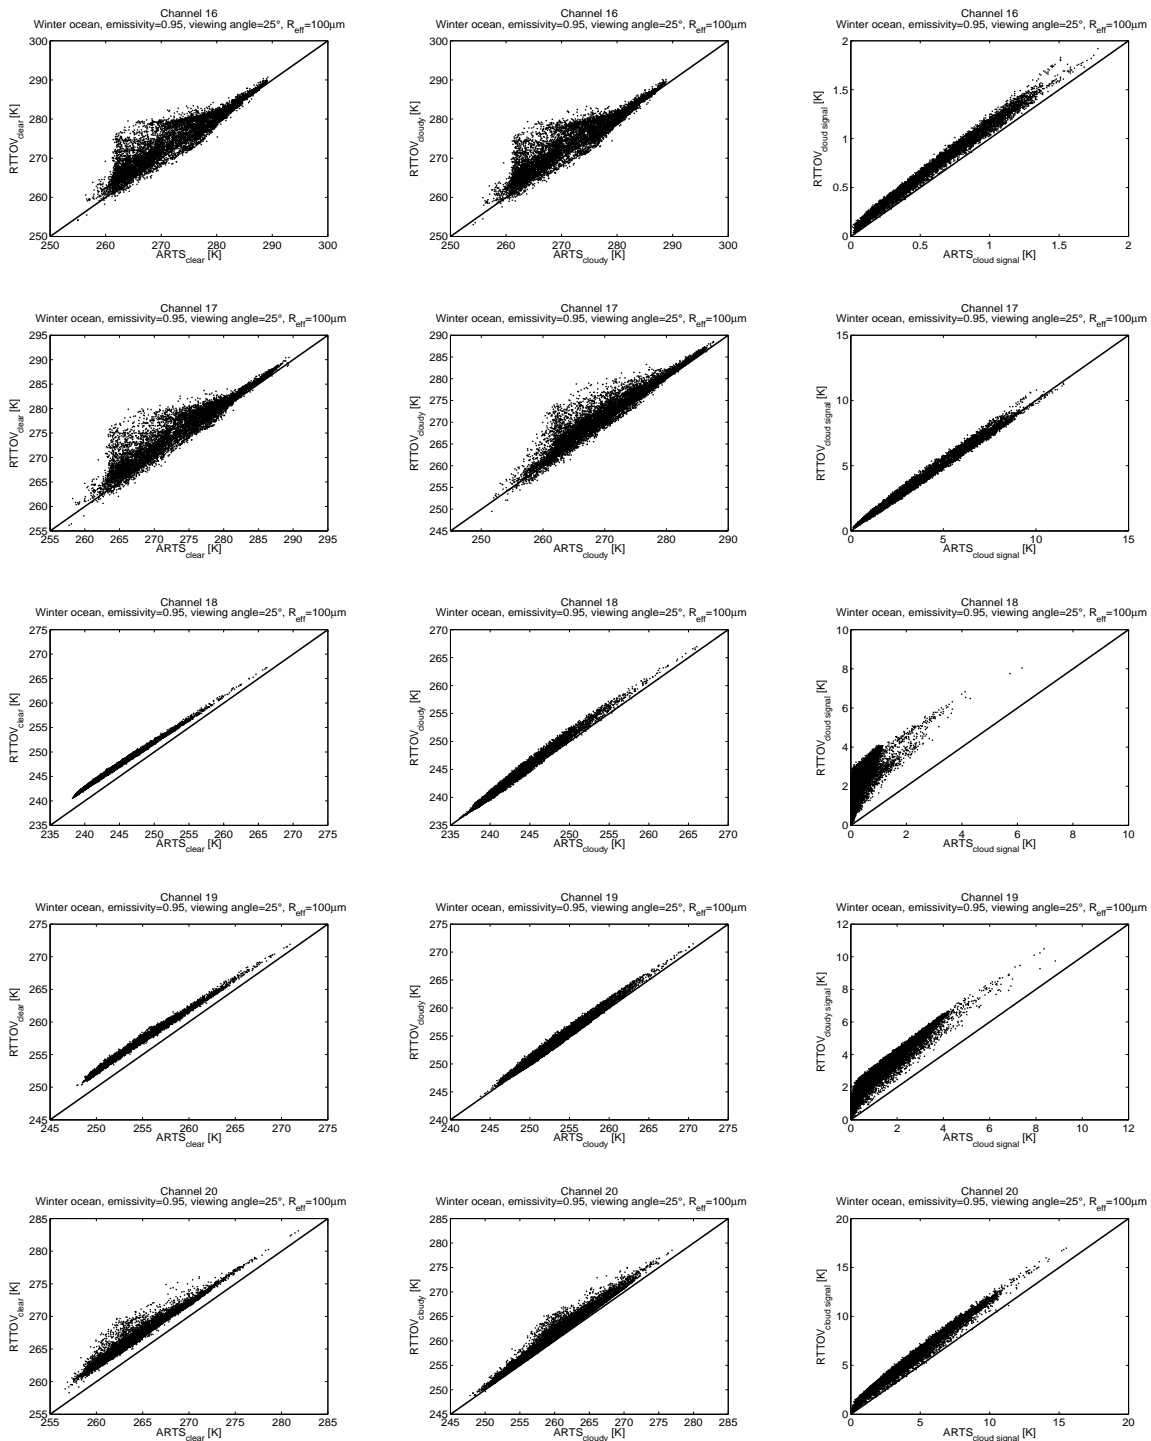 Channel 16
Winter ocean, emissivity=0.95, viewing angle=25°, R_eff=100μm
300
290
280
270
260
250
RTTOV_clear [K]
250 260 270 280 290 300
ARTS_clear [K]
Channel 16
Winter ocean, emissivity=0.95, viewing angle=25°, R_eff=100μm
300
290
280
270
260
250
RTTOV_cloudy [K]
250 260 270 280 290 300
ARTS_cloudy [K]
Channel 16
Winter ocean, emissivity=0.95, viewing angle=25°, R_eff=100μm
2
1.5
1
0.5
0
RTTOV_cloud signal [K]
0 0.5 1 1.5 2
ARTS_cloud signal [K]
Channel 17
Winter ocean, emissivity=0.95, viewing angle=25°, R_eff=100μm
295
290
285
280
275
270
265
260
255
RTTOV_clear [K]
255 260 265 270 275 280 285 290 295
ARTS_clear [K]
Channel 17
Winter ocean, emissivity=0.95, viewing angle=25°, R_eff=100μm
290
285
280
275
270
265
260
255
250
245
RTTOV_cloudy [K]
250 260 270 280 290
ARTS_cloudy [K]
Channel 17
Winter ocean, emissivity=0.95, viewing angle=25°, R_eff=100μm
15
10
5
0
RTTOV_cloud signal [K]
0 5 10 15
ARTS_cloud signal [K]
Channel 18
Winter ocean, emissivity=0.95, viewing angle=25°, R_eff=100μm
275
270
265
260
255
250
245
240
235
RTTOV_clear [K]
235 240 245 250 255 260 265 270 275
ARTS_clear [K]
Channel 18
Winter ocean, emissivity=0.95, viewing angle=25°, R_eff=100μm
270
265
260
255
250
245
240
235
RTTOV_cloudy [K]
235 240 245 250 255 260 265 270
ARTS_cloudy [K]
Channel 18
Winter ocean, emissivity=0.95, viewing angle=25°, R_eff=100μm
10
8
6
4
2
0
RTTOV_cloud signal [K]
0 2 4 6 8 10
ARTS_cloud signal [K]
Channel 19
Winter ocean, emissivity=0.95, viewing angle=25°, R_eff=100μm
275
270
265
260
255
250
245
RTTOV_clear [K]
245 250 255 260 265 270 275
ARTS_clear [K]
Channel 19
Winter ocean, emissivity=0.95, viewing angle=25°, R_eff=100μm
275
270
265
260
255
250
245
240
RTTOV_cloudy [K]
240 245 250 255 260 265 270 275
ARTS_cloudy [K]
Channel 19
Winter ocean, emissivity=0.95, viewing angle=25°, R_eff=100μm
12
10
8
6
4
2
0
RTTOV_cloudy signal [K]
0 2 4 6 8 10 12
ARTS_cloud signal [K]
Channel 20
Winter ocean, emissivity=0.95, viewing angle=25°, R_eff=100μm
285
280
275
270
265
260
255
RTTOV_clear [K]
255 260 265 270 275 280 285
ARTS_clear [K]
Channel 20
Winter ocean, emissivity=0.95, viewing angle=25°, R_eff=100μm
285
280
275
270
265
260
255
250
245
RTTOV_cloudy [K]
245 250 255 260 265 270 275 280 285
ARTS_cloudy [K]
Channel 20
Winter ocean, emissivity=0.95, viewing angle=25°, R_eff=100μm
20
15
10
5
0
RTTOV_cloud signal [K]
0 5 10 15 20
ARTS_cloud signal [K]